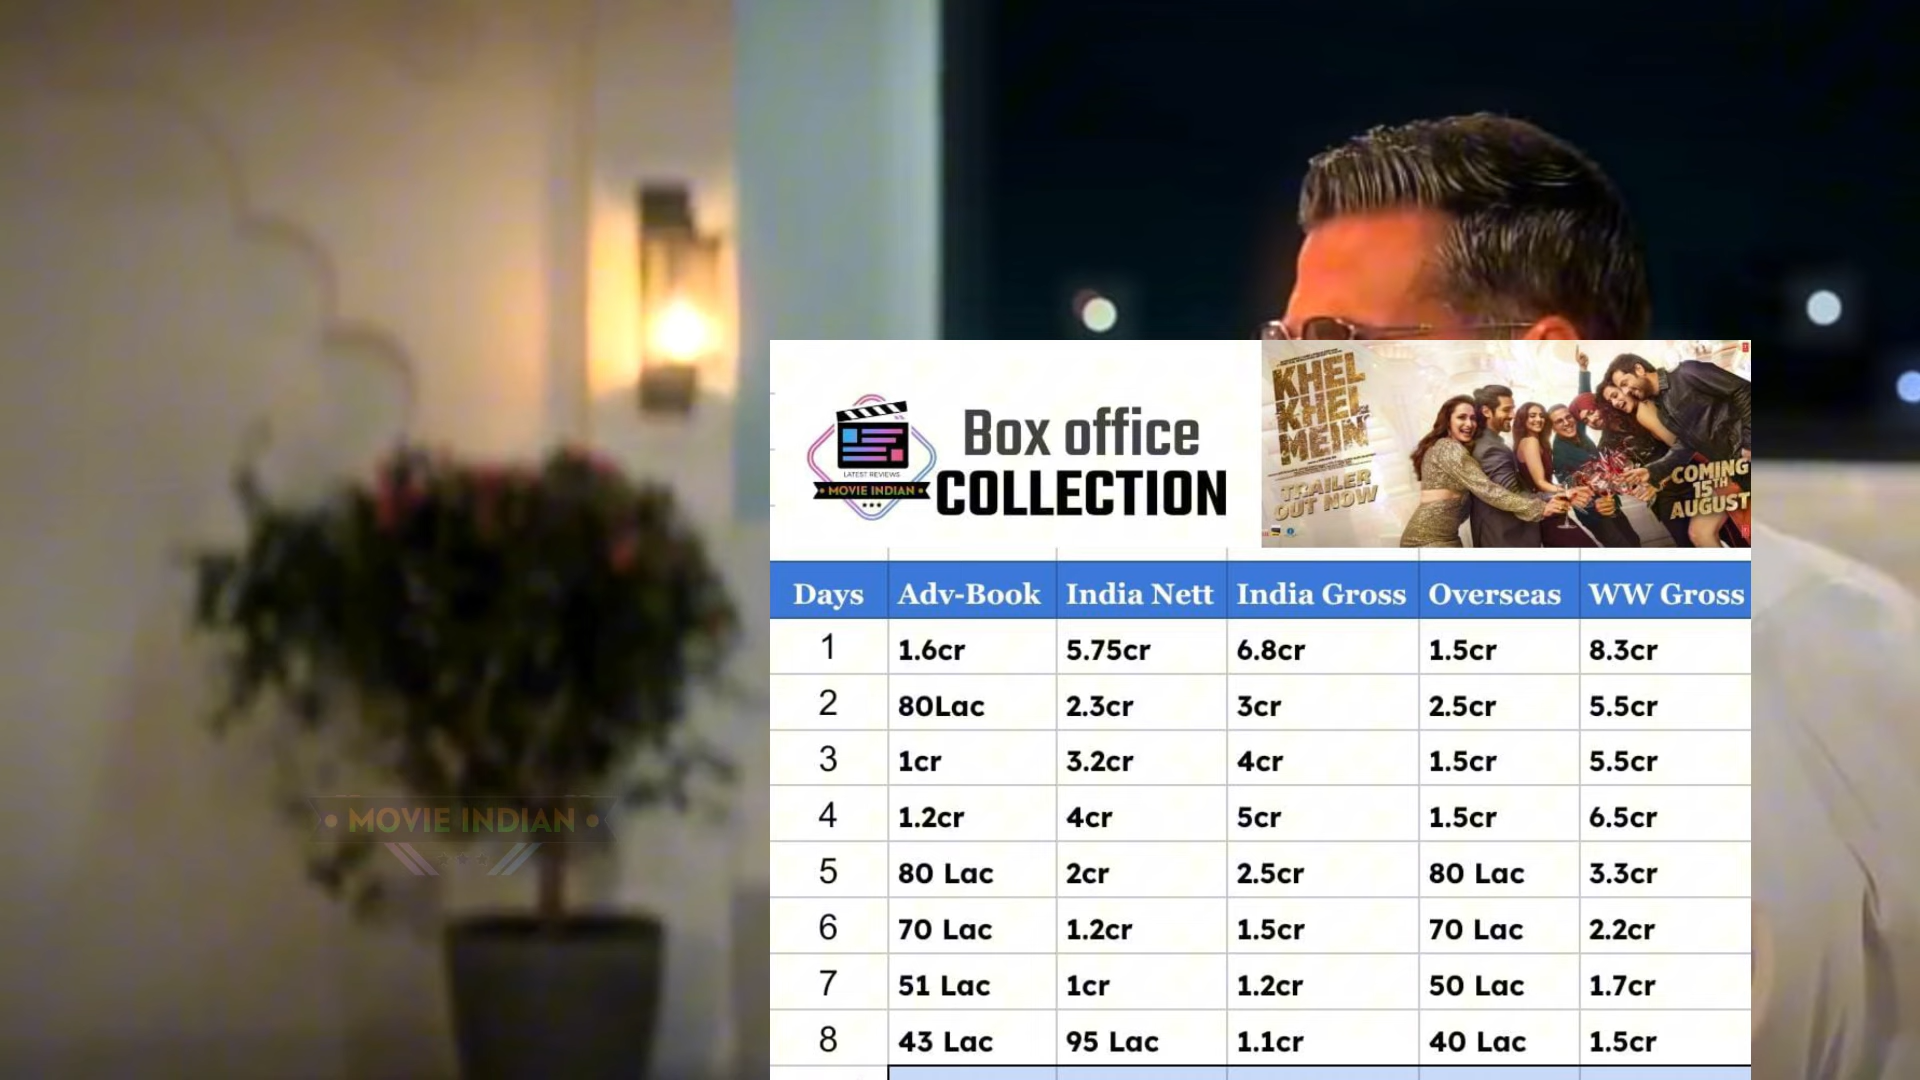 KHEL
KHEL
MEIN
TRAILER
OUT NOW
COMING
15TH
AUGUST
LATEST REVIEWS
• MOVIE INDIAN •
Box office
COLLECTION
Days Adv-Book India Nett India Gross Overseas WW Gross
1 1.6cr 5.75cr 6.8cr 1.5cr 8.3cr
2 80Lac 2.3cr 3cr 2.5cr 5.5cr
3 1cr 3.2cr 4cr 1.5cr 5.5cr
4 1.2cr 4cr 5cr 1.5cr 6.5cr
5 80 Lac 2cr 2.5cr 80 Lac 3.3cr
6 70 Lac 1.2cr 1.5cr 70 Lac 2.2cr
7 51 Lac 1cr 1.2cr 50 Lac 1.7cr
8 43 Lac 95 Lac 1.1cr 40 Lac 1.5cr
• MOVIE INDIAN •